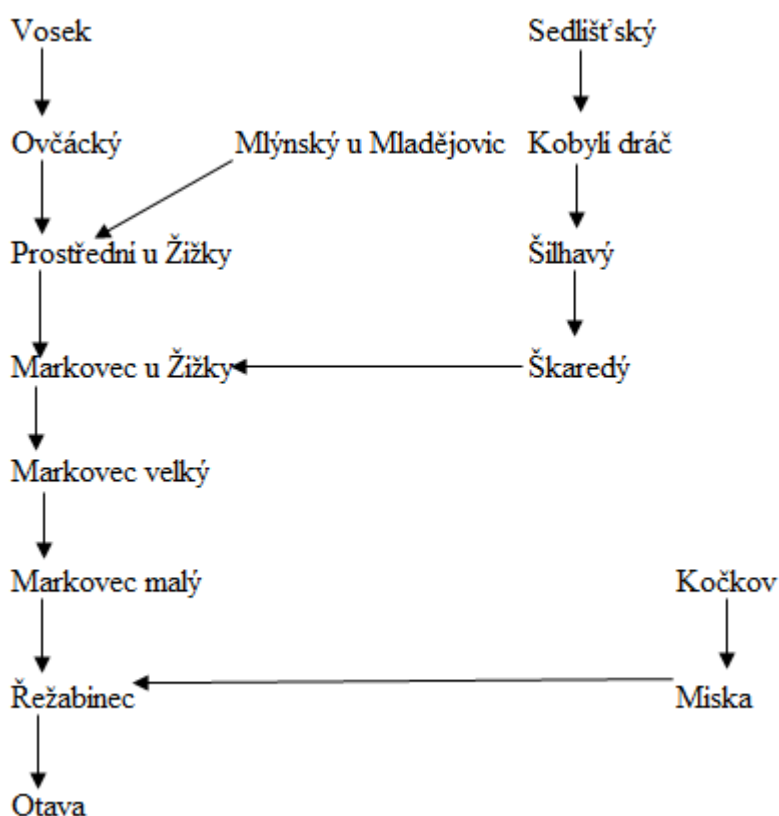 Vosek Sedlišťský
Ovčácký Mlýnský u Mladějovic Kobylí dráč
Prostřední u Žižky Šilhavý
Markovec u Žižky Škaredý
Markovec velký
Markovec malý Kočkov
Řežabinec Miska
Otava